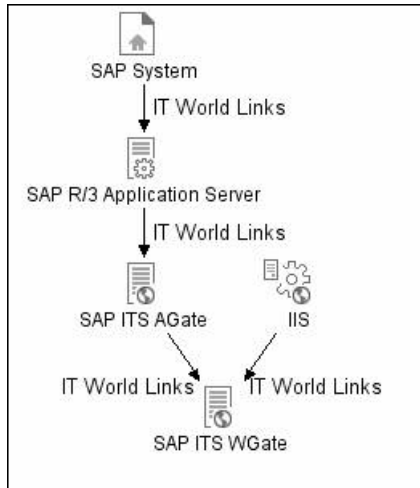 SAP System
IT World Links
SAP R/3 Application Server
IT World Links
SAP ITS AGate
IIS
IT World Links
IT World Links
SAP ITS WGate